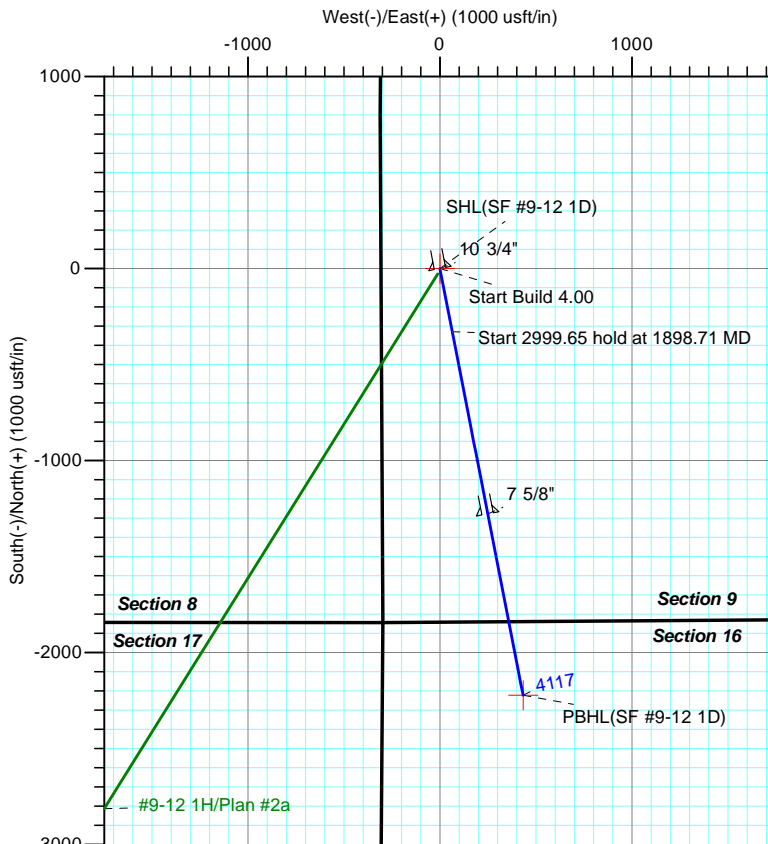 West(-)/East(+) (1000 usft/in)
-1000
0
1000
1000
0
-1000
-2000
-3000
South(-)/North(+) (1000 usft/in)
SHL(SF #9-12 1D)
10 3/4"
Start Build 4.00
Start 2999.65 hold at 1898.71 MD
7 5/8"
Section 8
Section 9
Section 17
Section 16
4117
PBHL(SF #9-12 1D)
#9-12 1H/Plan #2a